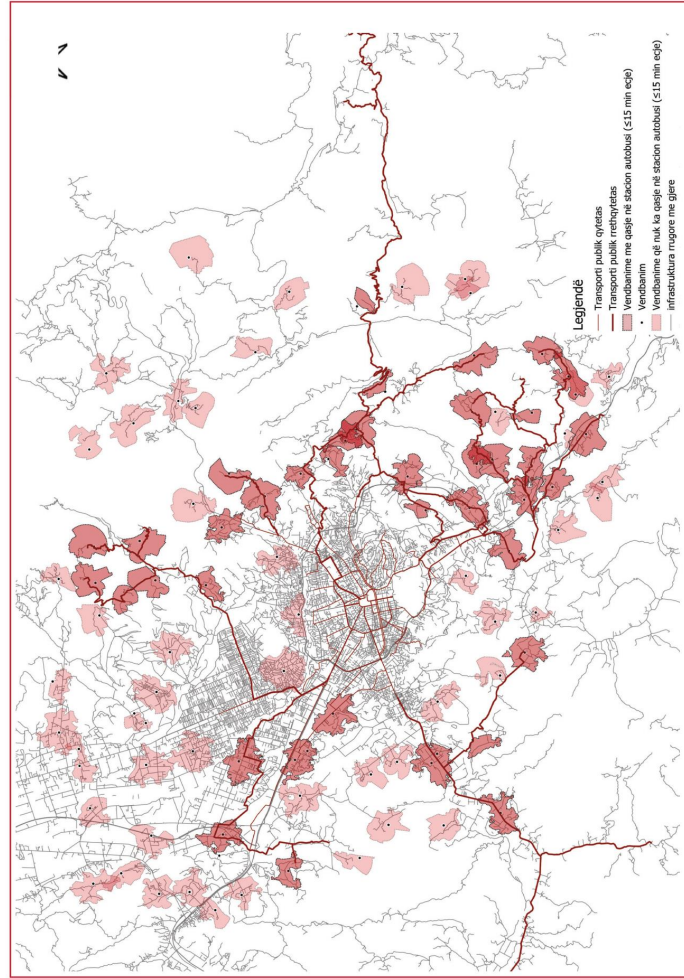 Legjendë
Transporti publik qytetas
Transporti publik rrethqytetas
Vendbanime me qasje në stacion autobusi (≤15 min ecje)
Vendbanim
Vendbanime që nuk ka qasje në stacion autobusi (≤15 min ecje)
infrastruktura rrugore me gjere